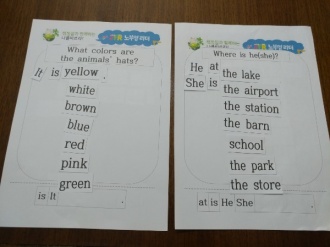 What colors are
the animals' hats?
It is yellow.
white
brown
blue
red
pink
green
is It .
Where is he(she)?
He at
She is
the lake
the airport
the station
the barn
school
the park
the store
at is He She .